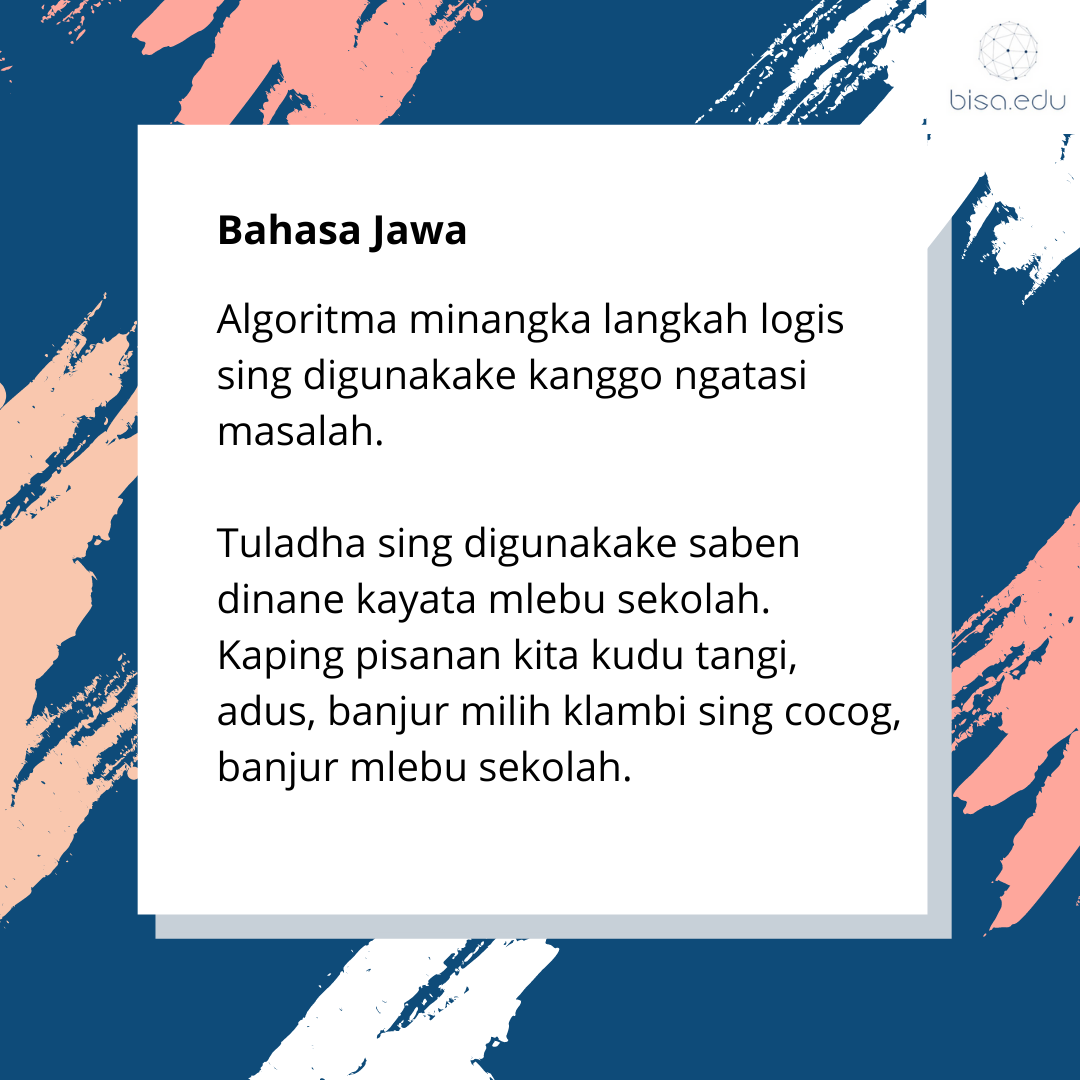 bisa.edu
Bahasa Jawa
Algoritma minangka langkah logis
sing digunakake kanggo ngatasi
masalah.
Tuladha sing digunakake saben
dinane kayata mlebu sekolah.
Kaping pisanan kita kudu tangi,
adus, banjur milih klambi sing cocog,
banjur mlebu sekolah.